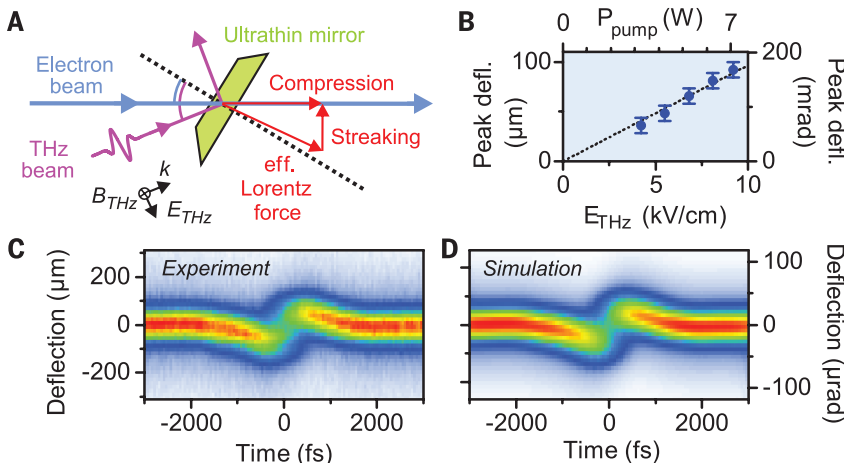 A
Ultrathin mirror
Electron
beam
Compression
Streaking
THz
beam
eff.
Lorentz
force
k
B_THz
E_THz
B
0 P_pump (W) 7
100
200
Peak defl.
(µm)
Peak defl.
(mrad)
0
0
0 5 10
E_THz (kV/cm)
C
Experiment
200
0
-200
Deflection (µm)
-2000 0 2000
Time (fs)
D
Simulation
100
0
-100
Deflection (µrad)
-2000 0 2000
Time (fs)